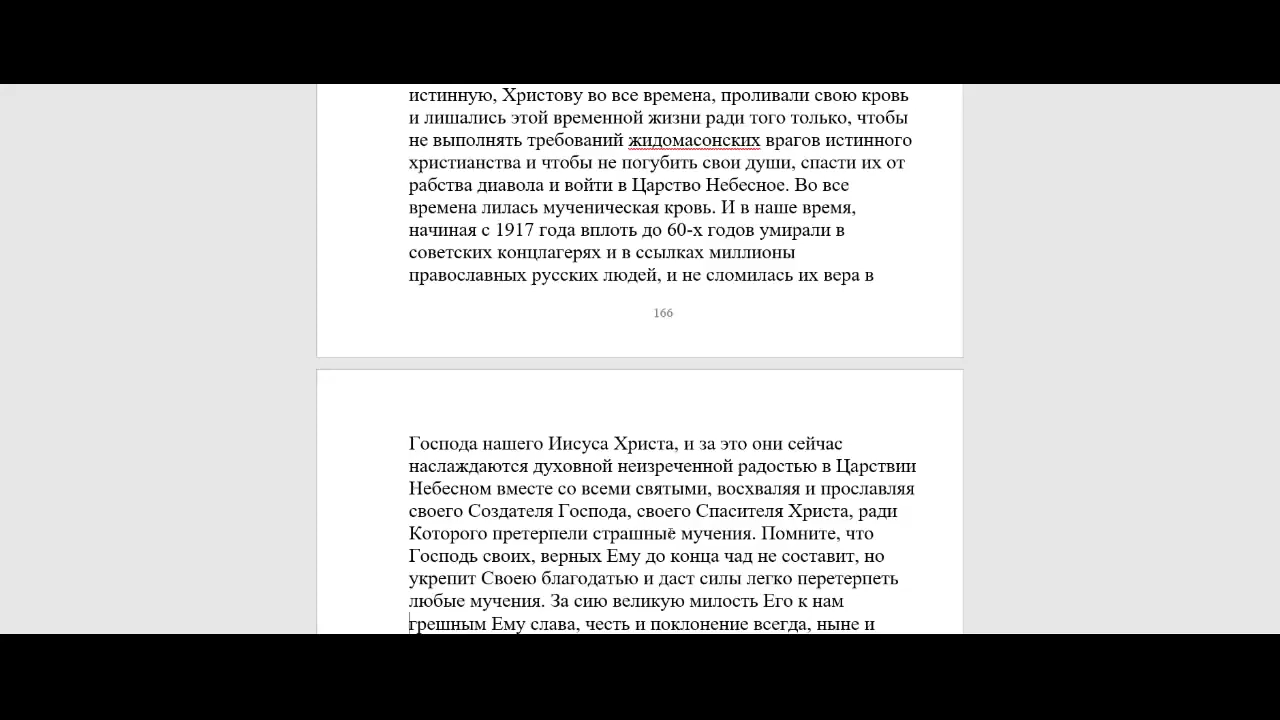 истинную, Христову во все времена, проливали свою кровь
и лишались этой временной жизни ради того только, чтобы
не выполнять требований жидомасонских врагов истинного
христианства и чтобы не погубить свои души, спасти их от
рабства диавола и войти в Царство Небесное. Во все
времена лилась мученическая кровь. И в наше время,
начиная с 1917 года вплоть до 60-х годов умирали в
советских концлагерях и в ссылках миллионы
православных русских людей, и не сломилась их вера в
166
Господа нашего Иисуса Христа, и за это они сейчас
наслаждаются духовной неизреченной радостью в Царствии
Небесном вместе со всеми святыми, восхваляя и прославляя
своего Создателя Господа, своего Спасителя Христа, ради
Которого претерпели страшные мучения. Помните, что
Господь своих, верных Ему до конца чад не составит, но
укрепит Своею благодатью и даст силы легко перетерпеть
любые мучения. За сию великую милость Его к нам
грешным Ему слава, честь и поклонение всегда, ныне и